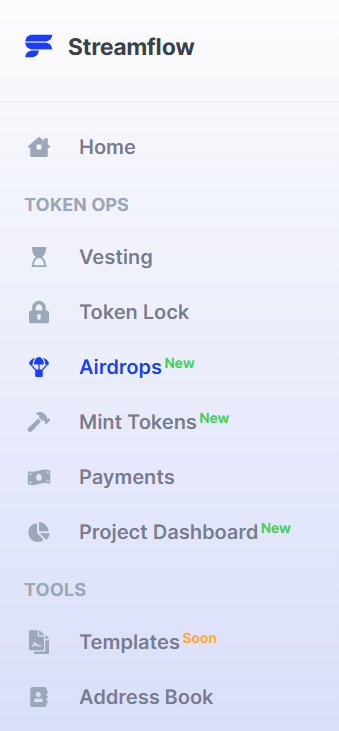 Streamflow
Home
TOKEN OPS
Vesting
Token Lock
Airdrops New
Mint Tokens New
Payments
Project Dashboard New
TOOLS
Templates Soon
Address Book